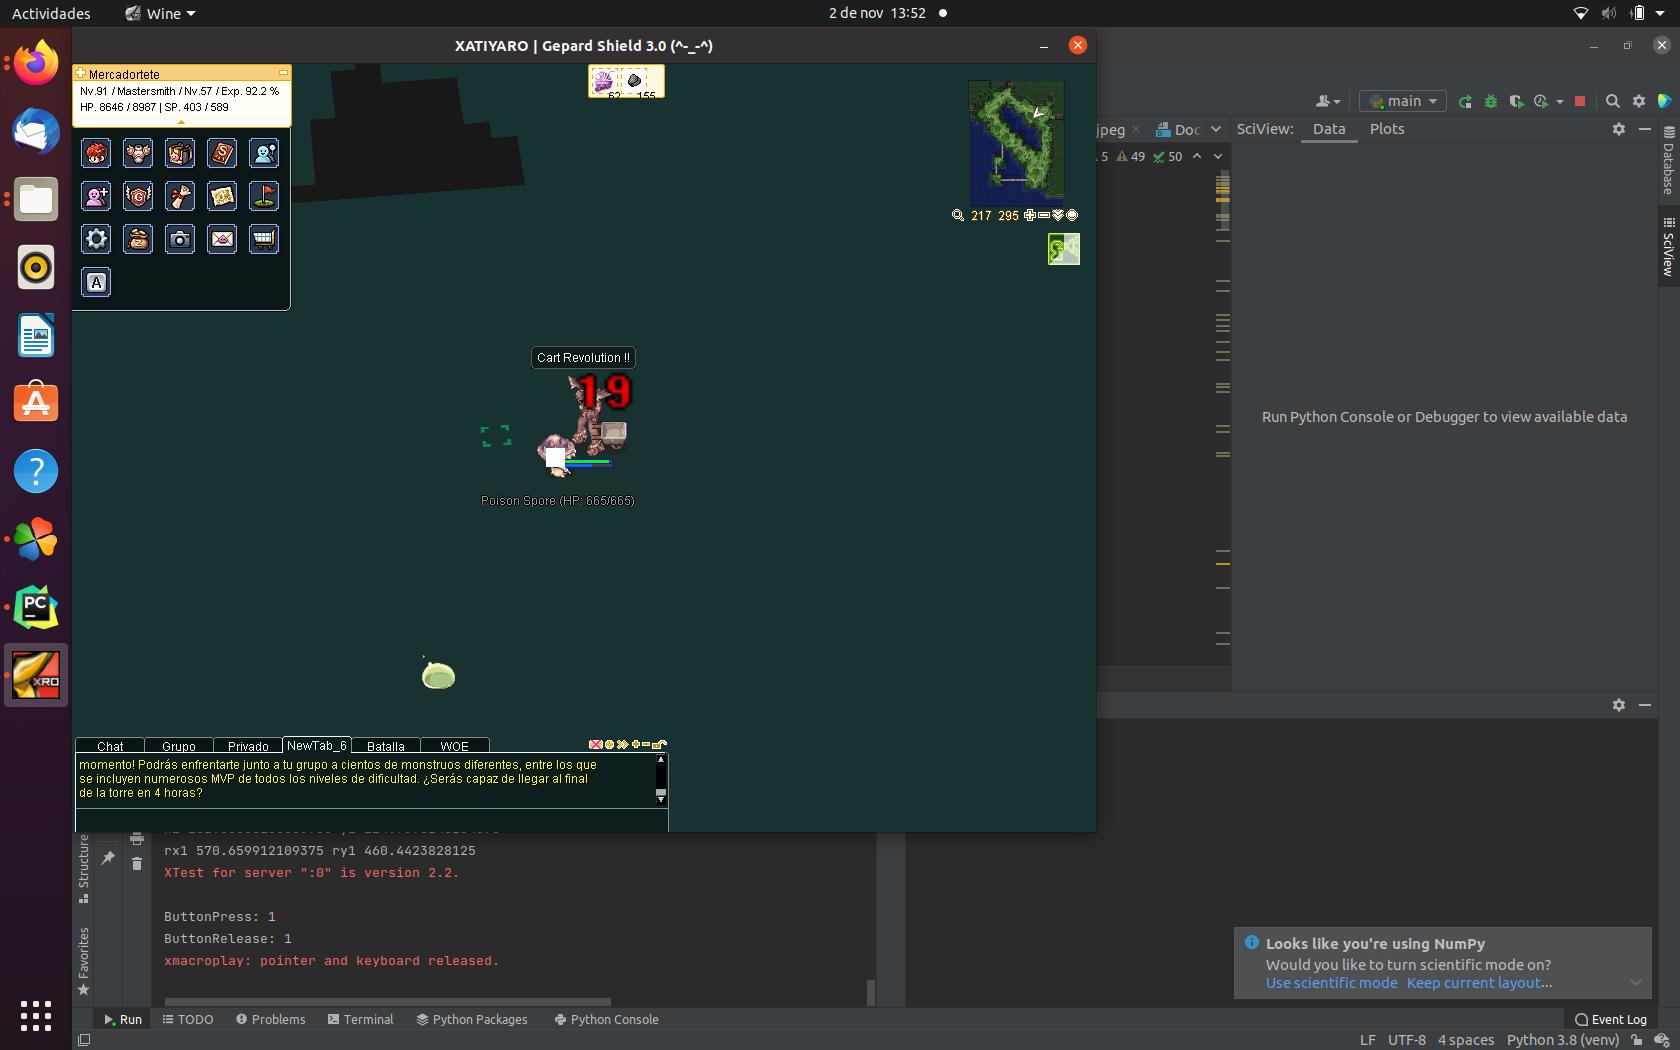 Actividades
Wine
2 de nov 13:52
XATIYARO | Gepard Shield 3.0 (^-_-^)
Mercadortete
Nv.91 / Mastersmith / Nv.57 / Exp. 92.2 %
HP. 8646 / 8987 | SP. 403 / 589
62 155
S
G
Z
A
217 295
Cart Revolution !!
19
Poison Spore (HP: 665/665)
Chat Grupo Privado NewTab_6 Batalla WOE
momento! Podrás enfrentarte junto a tu grupo a cientos de monstruos diferentes, entre los que
se incluyen numerosos MVP de todos los niveles de dificultad. ¿Serás capaz de llegar al final
de la torre en 4 horas?
PC
XRO
main
jpeg Doc
SciView: Data Plots
5 49 50
Database
SciView
Run Python Console or Debugger to view available data
Structure
Favorites
rx1 570.659912109375 ry1 460.4423828125
XTest for server ":0" is version 2.2.
ButtonPress: 1
ButtonRelease: 1
xmacroplay: pointer and keyboard released.
Looks like you're using NumPy
Would you like to turn scientific mode on?
Use scientific mode Keep current layout...
Run TODO Problems Terminal Python Packages Python Console
Event Log
LF UTF-8 4 spaces Python 3.8 (venv)